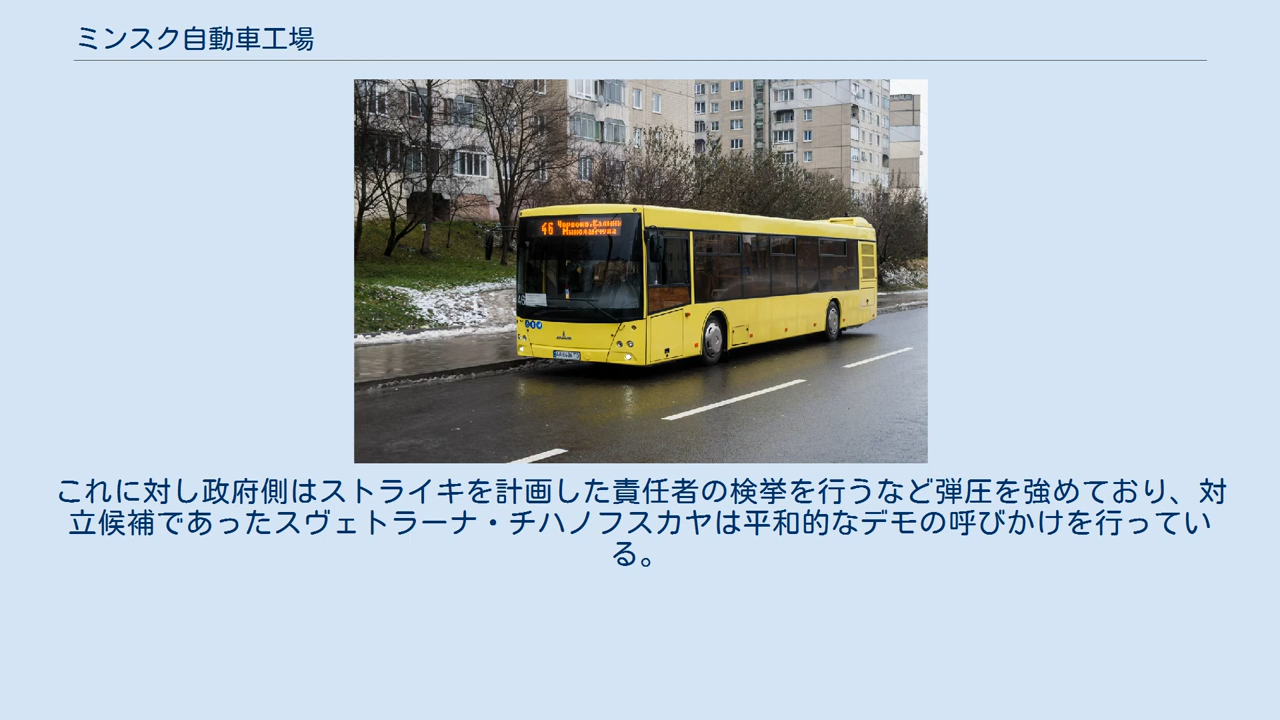 ミンスク自動車工場
46 Червона Калина
これに対し政府側はストライキを計画した責任者の検挙を行うなど弾圧を強めており、対
立候補であったスヴェトラーナ・チハノフスカヤは平和的なデモの呼びかけを行ってい
る。